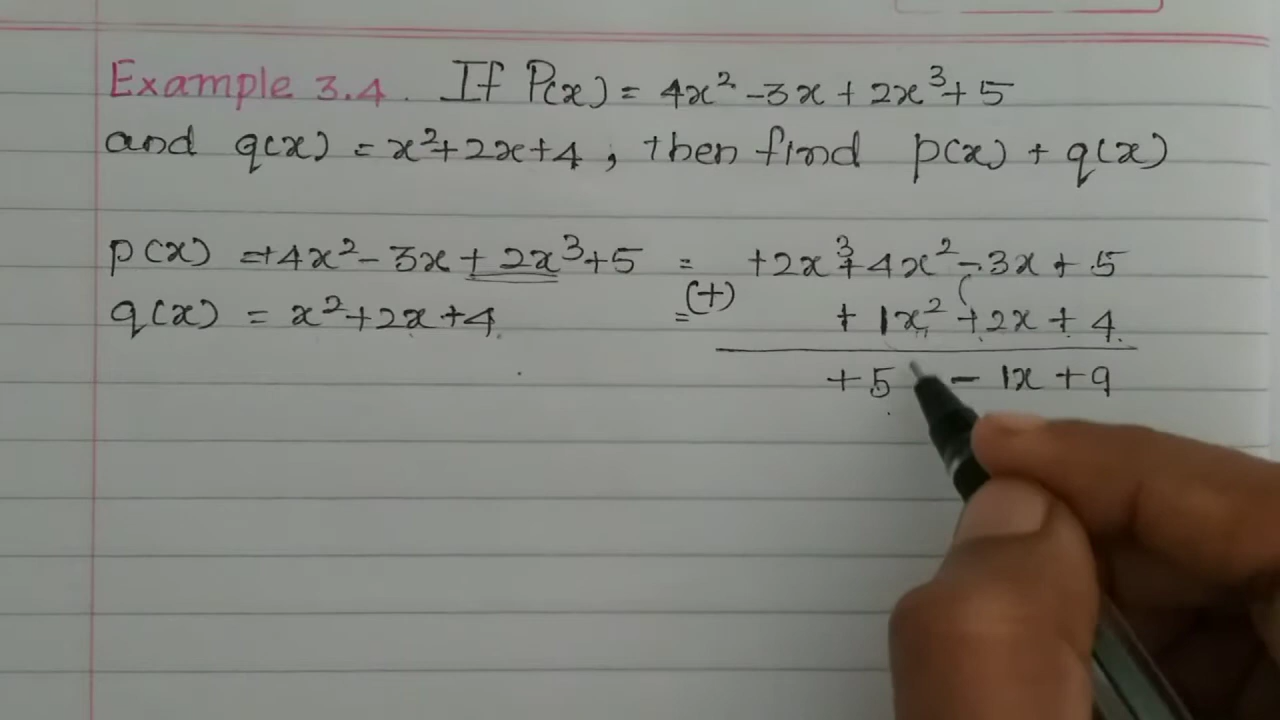 Example 3.4. If P(x) = 4x² - 3x + 2x³ + 5
and q(x) = x² + 2x + 4, then find p(x) + q(x)
p(x) = +4x² - 3x + 2x³ + 5 = +2x³ + 4x² - 3x + 5
q(x) = x² + 2x + 4 = (+) + 1x² + 2x + 4
+ 5 - 1x + 9